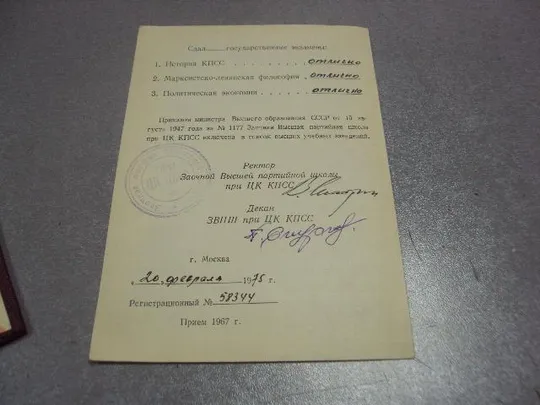 Сдал государственные экзамены:
1. История КПСС . . . . . . . . . отлично
2. Марксистско-ленинская философия . отлично
3. Политическая экономия . . . . . . отлично
Приказом министра Высшего образования СССР от 15 ав-
густа 1947 года за № 1177 Заочная Высшая партийная школа
при ЦК КПСС включена в список высших учебных заведений.
Ректор
Заочной Высшей партийной школы
при ЦК КПСС
Декан
ЗВПШ при ЦК КПСС
г. Москва
„20“ февраля 1975 г.
Регистрационный № 58344
Прием 1967 г.